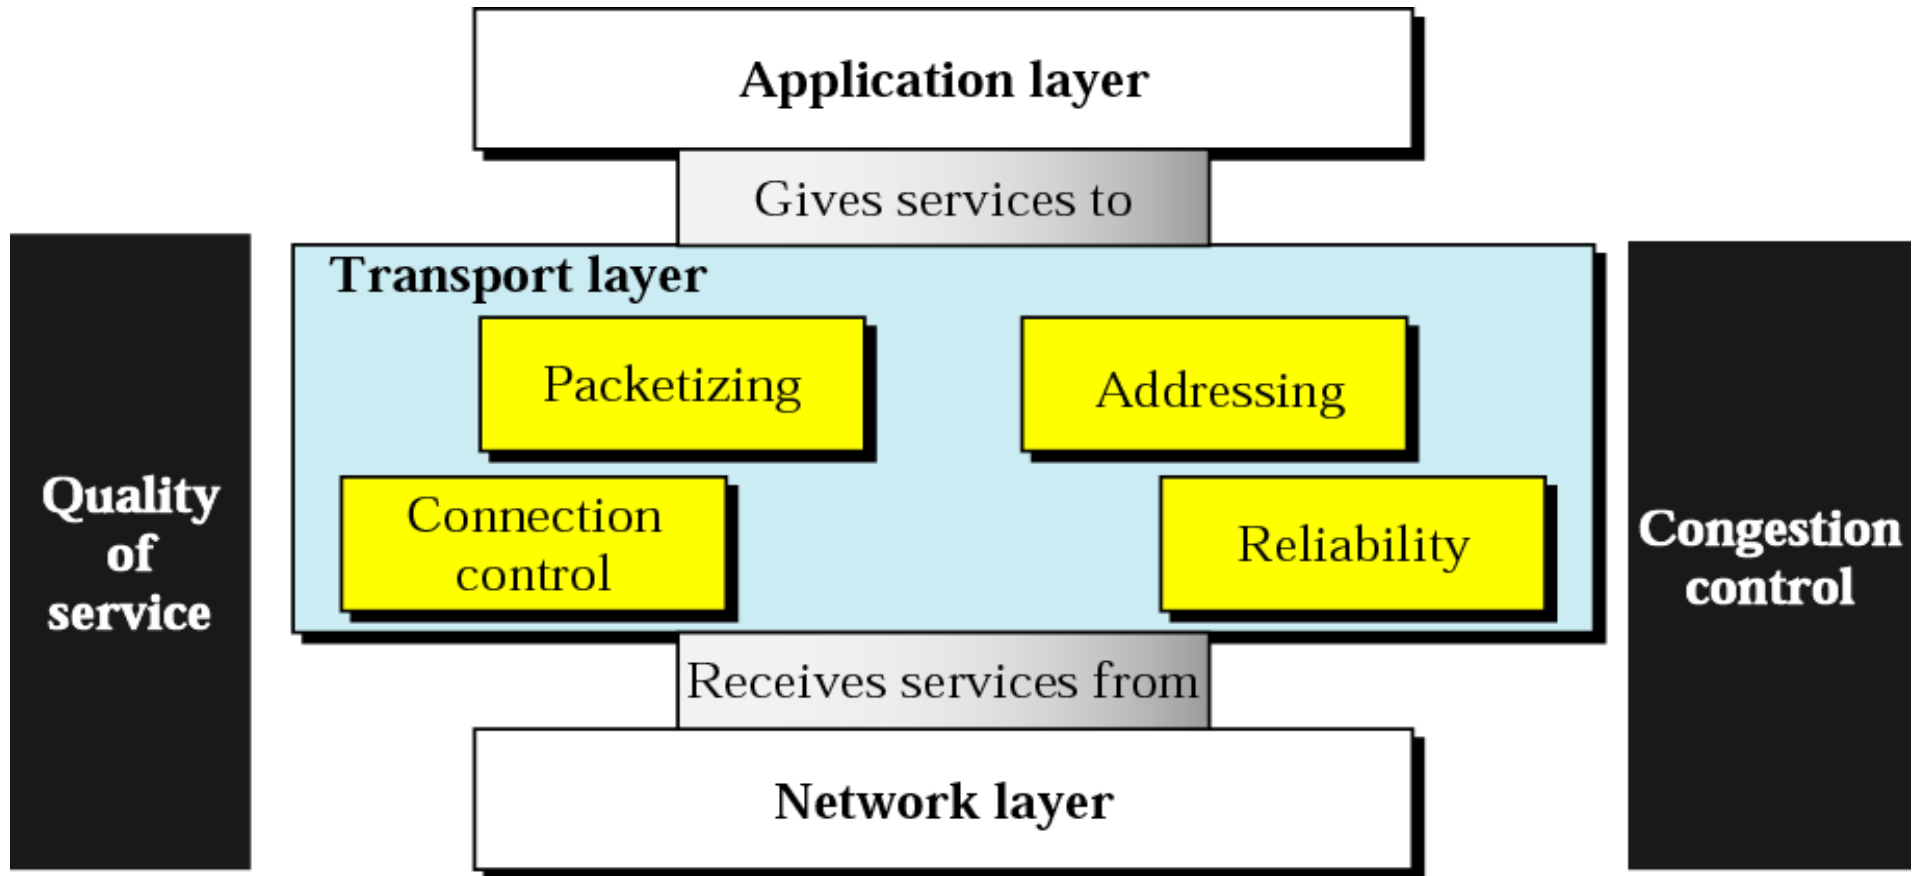 Application layer
Gives services to
Transport layer
Packetizing
Addressing
Connection
control
Reliability
Quality
of
service
Congestion
control
Receives services from
Network layer